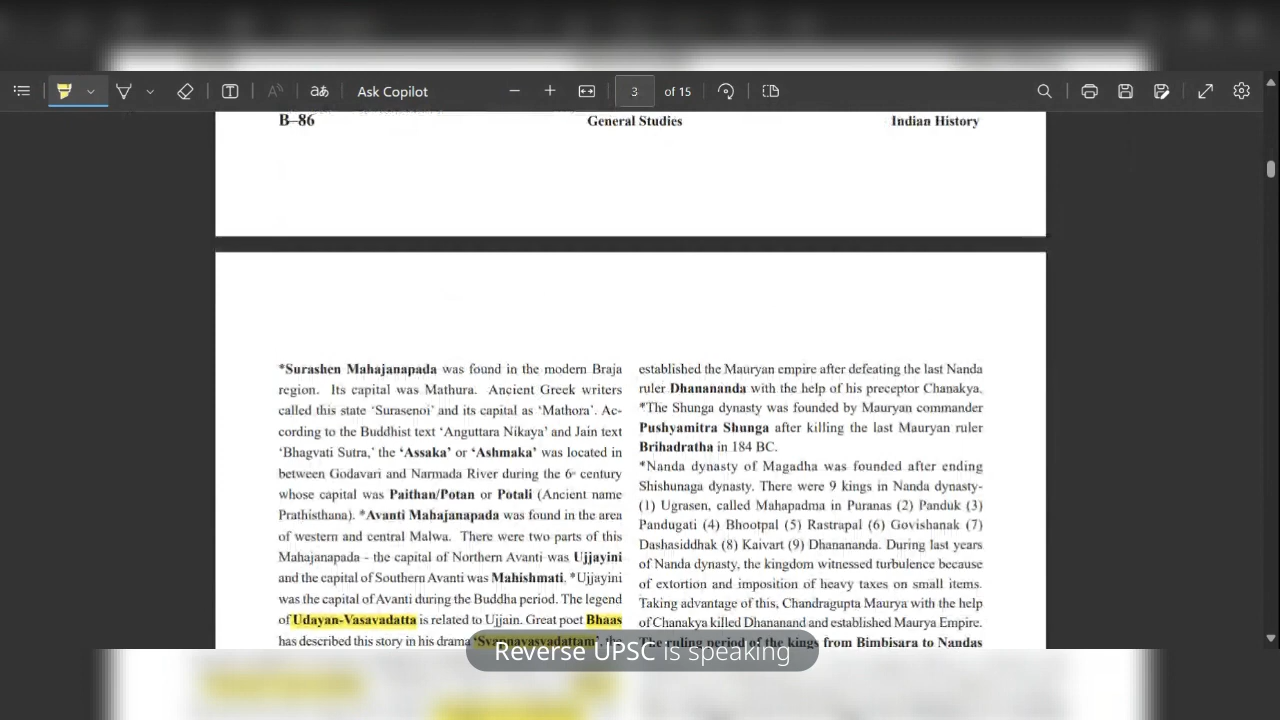 Ask Copilot
3 of 15
B–86 General Studies Indian History
*Surashen Mahajanapada was found in the modern Braja
region. Its capital was Mathura. Ancient Greek writers
called this state ‘Surasenoi’ and its capital as ‘Mathora’. Ac-
cording to the Buddhist text ‘Anguttara Nikaya’ and Jain text
‘Bhagvati Sutra,’ the ‘Assaka’ or ‘Ashmaka’ was located in
between Godavari and Narmada River during the 6th century
whose capital was Paithan/Potan or Potali (Ancient name
Prathisthana). *Avanti Mahajanapada was found in the area
of western and central Malwa. There were two parts of this
Mahajanapada - the capital of Northern Avanti was Ujjayini
and the capital of Southern Avanti was Mahishmati. *Ujjayini
was the capital of Avanti during the Buddha period. The legend
of Udayan-Vasavadatta is related to Ujjain. Great poet Bhaas
has described this story in his drama ‘Svapnavasvadattam’, the
established the Mauryan empire after defeating the last Nanda
ruler Dhanananda with the help of his preceptor Chanakya.
*The Shunga dynasty was founded by Mauryan commander
Pushyamitra Shunga after killing the last Mauryan ruler
Brihadratha in 184 BC.
*Nanda dynasty of Magadha was founded after ending
Shishunaga dynasty. There were 9 kings in Nanda dynasty-
(1) Ugrasen, called Mahapadma in Puranas (2) Panduk (3)
Pandugati (4) Bhootpal (5) Rastrapal (6) Govishanak (7)
Dashasiddhak (8) Kaivart (9) Dhanananda. During last years
of Nanda dynasty, the kingdom witnessed turbulence because
of extortion and imposition of heavy taxes on small items.
Taking advantage of this, Chandragupta Maurya with the help
of Chanakya killed Dhananand and established Maurya Empire.
The ruling period of the kings from Bimbisara to Nandas
Reverse UPSC is speaking